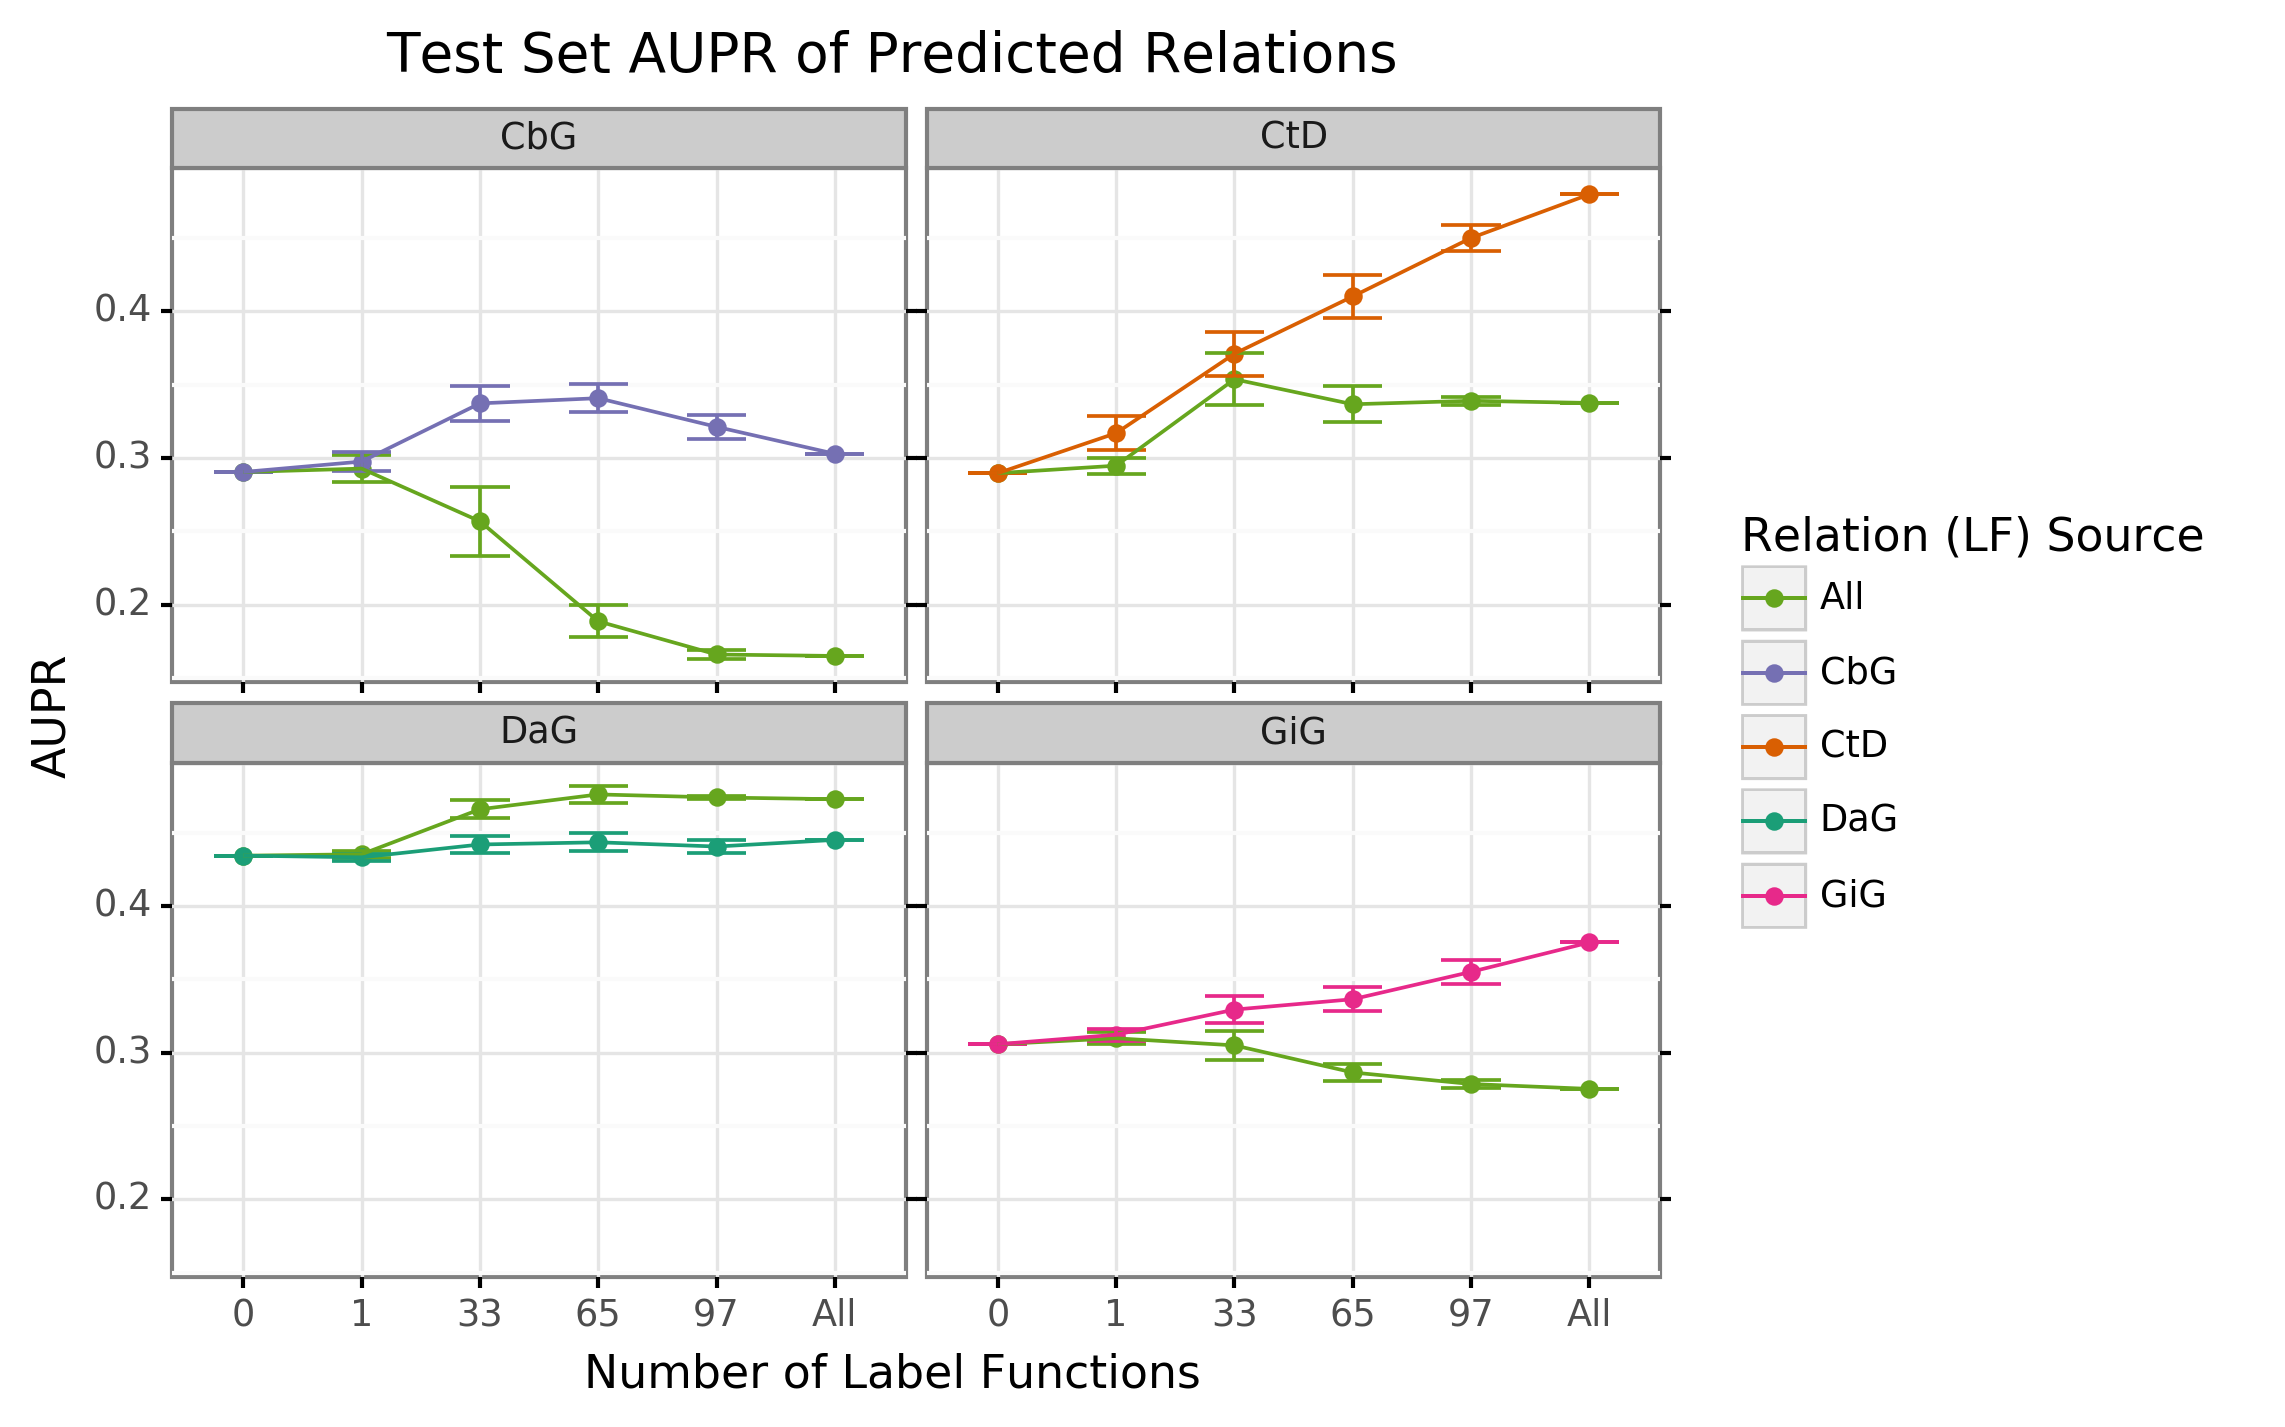 Test Set AUPR of Predicted Relations
CbG
CtD
0.4
0.3
0.2
AUPR
DaG
GiG
0.4
0.3
0.2
0 1 33 65 97 All
0 1 33 65 97 All
Number of Label Functions
Relation (LF) Source
All
CbG
CtD
DaG
GiG